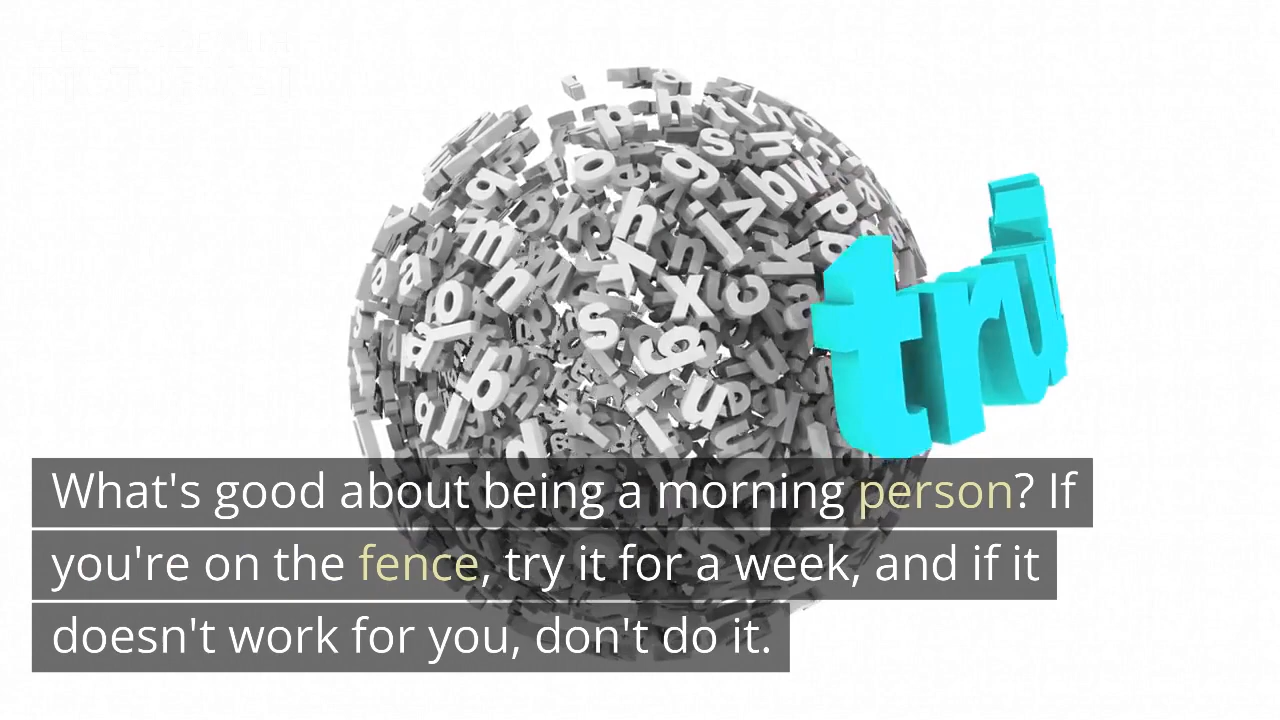 tru
What's good about being a morning person? If
you're on the fence, try it for a week, and if it
doesn't work for you, don't do it.